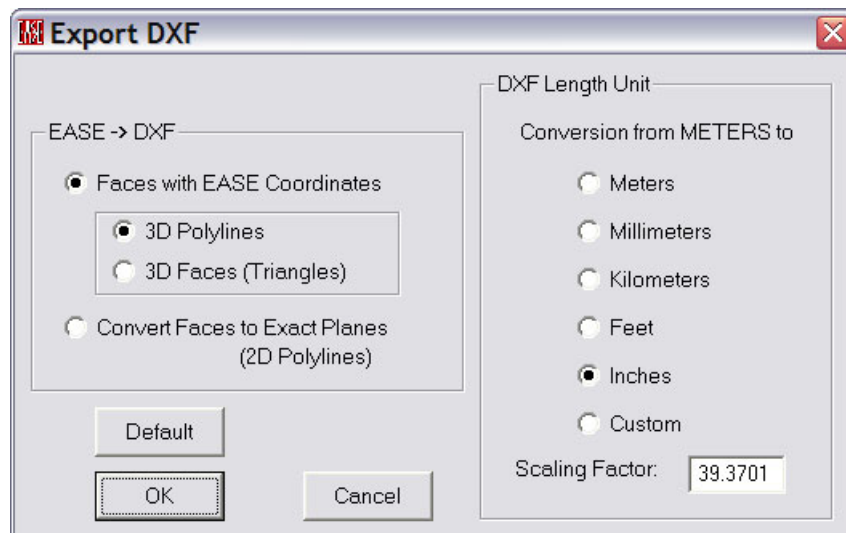 EASE
Export DXF
EASE -> DXF
Faces with EASE Coordinates
3D Polylines
3D Faces (Triangles)
Convert Faces to Exact Planes
(2D Polylines)
Default
OK
Cancel
DXF Length Unit
Conversion from METERS to
Meters
Millimeters
Kilometers
Feet
Inches
Custom
Scaling Factor:
39.3701